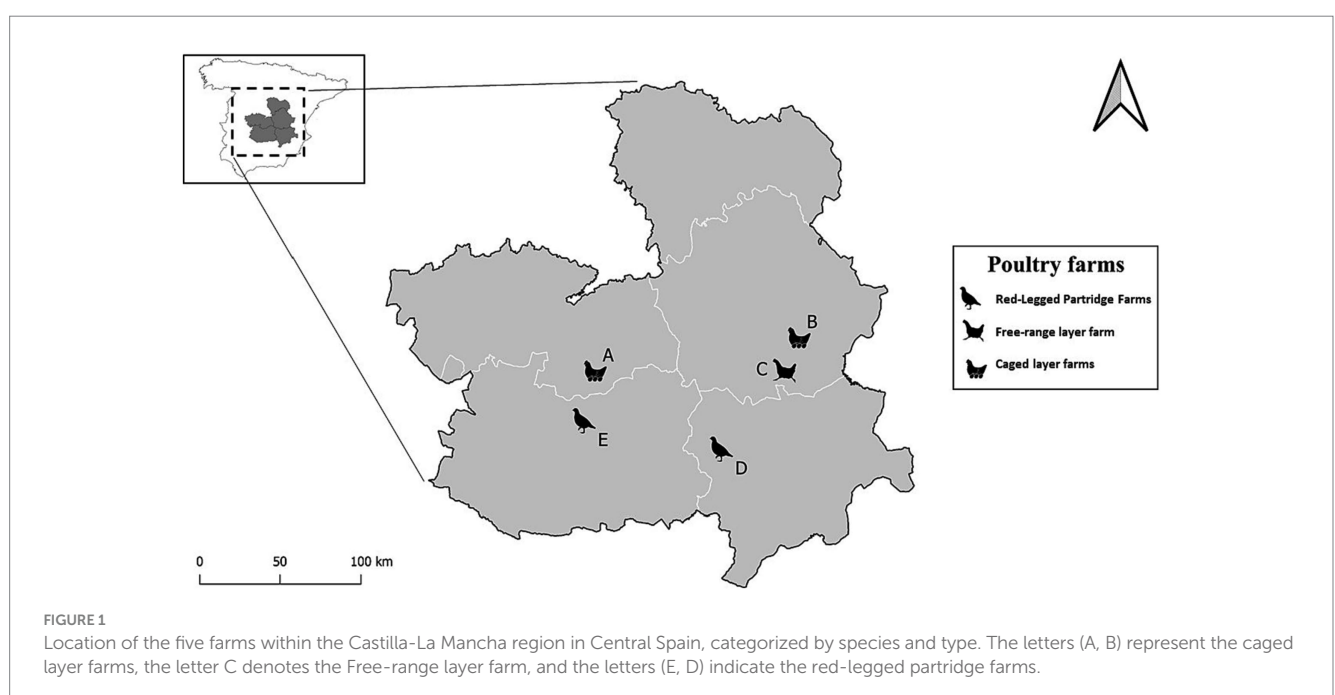 Poultry farms
Red-Legged Partridge Farms
Free-range layer farm
Caged layer farms
B
A
C
E
D
0 50 100 km
FIGURE 1
Location of the five farms within the Castilla-La Mancha region in Central Spain, categorized by species and type. The letters (A, B) represent the caged
layer farms, the letter C denotes the Free-range layer farm, and the letters (E, D) indicate the red-legged partridge farms.